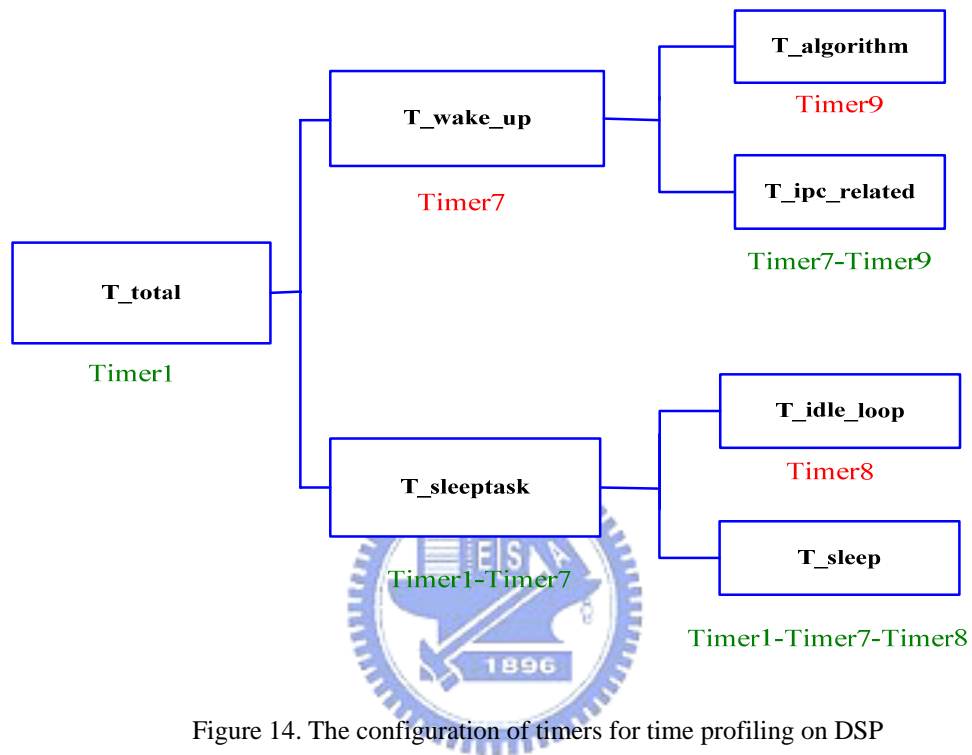 T_algorithm
Timer9
T_wake_up
Timer7
T_ipc_related
Timer7-Timer9
T_total
Timer1
T_idle_loop
Timer8
T_sleeptask
Timer1-Timer7
T_sleep
Timer1-Timer7-Timer8
E S A
1896
Figure 14. The configuration of timers for time profiling on DSP